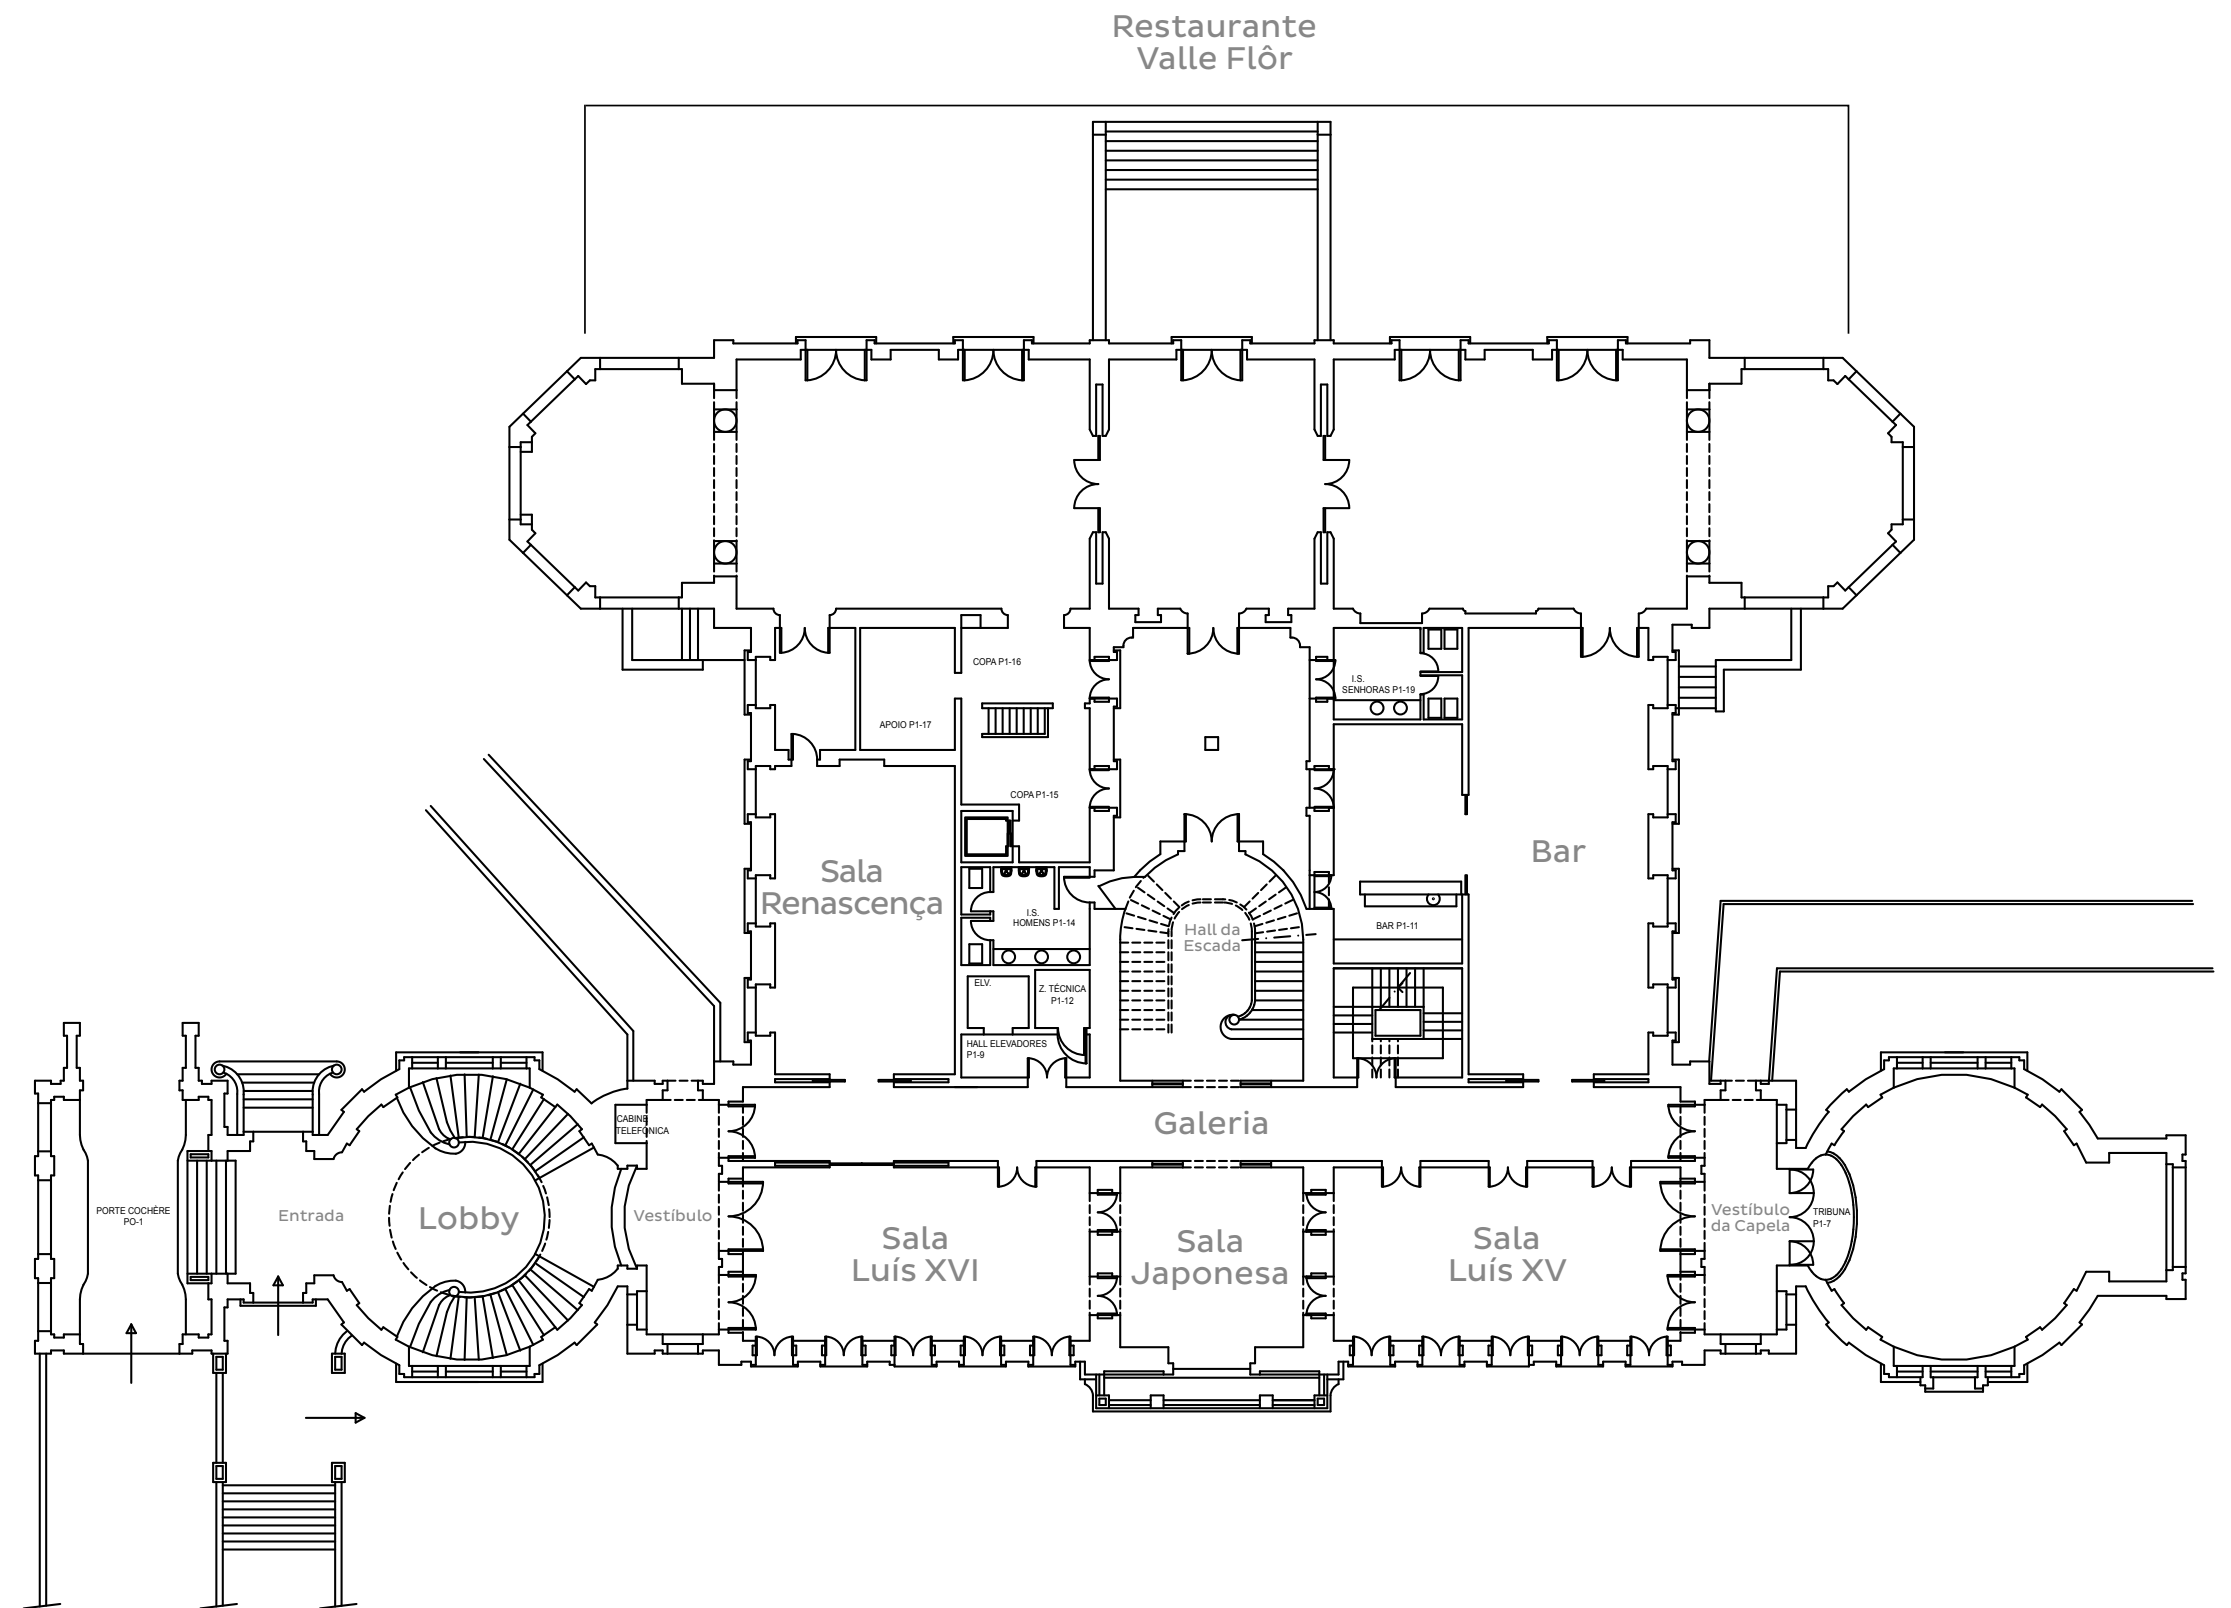 Restaurante
Valle Flôr
COPA P1-16
I.S.
SENHORAS P1-19
APOIO P1-17
COPA P1-15
Sala
Renascença
Bar
I.S.
HOMENS P1-14
BAR P1-11
Hall da
Escada
ELV.
Z. TÉCNICA
P1-12
HALL ELEVADORES
P1-9
CABINE
TELEFONICA
Galeria
PORTE COCHÈRE
PO-1
Entrada
Lobby
Vestíbulo
Sala
Luís XVI
Sala
Japonesa
Sala
Luís XV
Vestíbulo
da Capela
TRIBUNA
P1-7